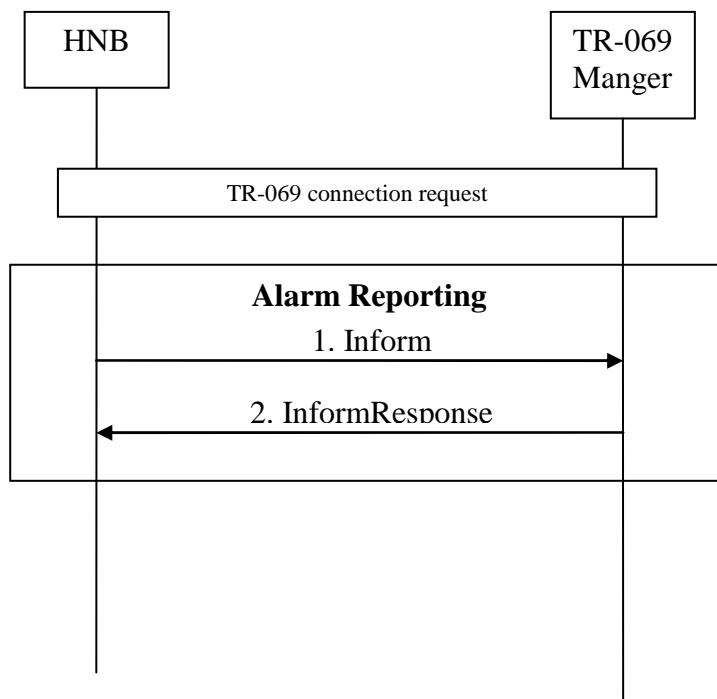 HNB
TR-069
Manger
TR-069 connection request
Alarm Reporting
1. Inform
2. InformResponse